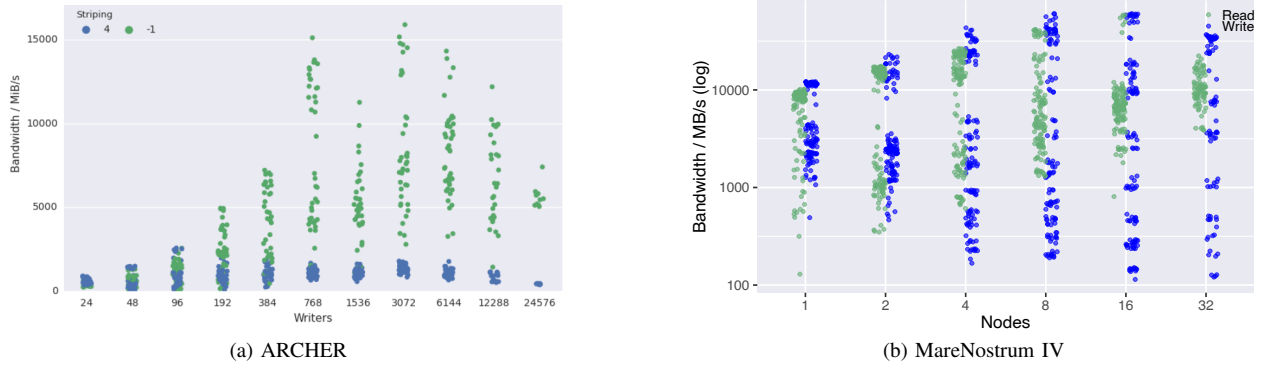 Striping
4 -1
15000
10000
5000
0
Bandwidth / MiB/s
24 48 96 192 384 768 1536 3072 6144 12288 24576
Writers
(a) ARCHER
Read
Write
10000
1000
100
Bandwidth / MB/s (log)
1 2 4 8 16 32
Nodes
(b) MareNostrum IV